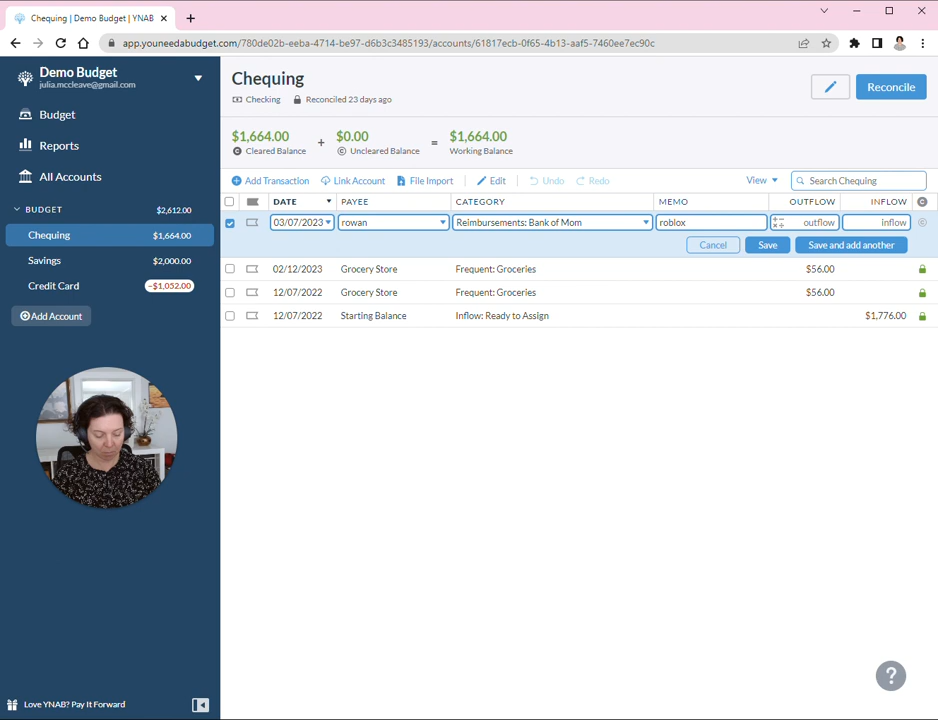 Chequing | Demo Budget | YNAB
app.youneedabudget.com/780de02b-eeba-4714-be97-d6b3c3485193/accounts/61817ecb-0f65-4b13-aaf5-7460ee7ec90c
Demo Budget
julia.mccleave@gmail.com
Budget
Reports
All Accounts
BUDGET $2,612.00
Chequing $1,664.00
Savings $2,000.00
Credit Card −$1,052.00
Add Account
Love YNAB? Pay It Forward
Chequing
Checking Reconciled 23 days ago
Reconcile
$1,664.00 + $0.00 = $1,664.00
C Cleared Balance C Uncleared Balance Working Balance
Add Transaction Link Account File Import Edit Undo Redo View Search Chequing
DATE PAYEE CATEGORY MEMO OUTFLOW INFLOW C
03/07/2023 rowan Reimbursements: Bank of Mom roblox outflow inflow C
Cancel Save Save and add another
02/12/2023 Grocery Store Frequent: Groceries $56.00
12/07/2022 Grocery Store Frequent: Groceries $56.00
12/07/2022 Starting Balance Inflow: Ready to Assign $1,776.00
?